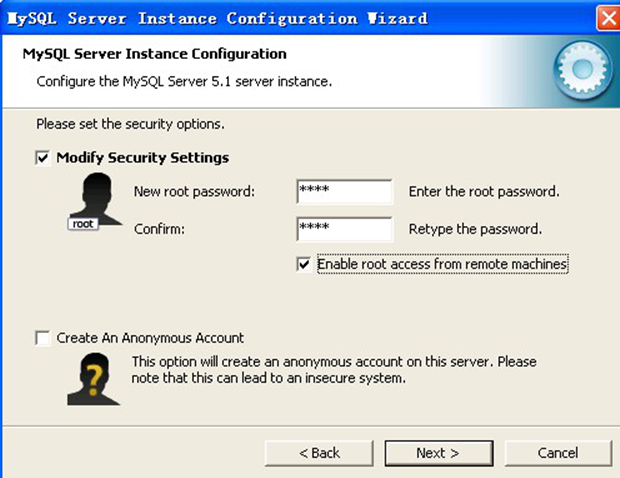 MySQL Server Instance Configuration Wizard
MySQL Server Instance Configuration
Configure the MySQL Server 5.1 server instance.
Please set the security options.
Modify Security Settings
New root password: **** Enter the root password.
root
Confirm: **** Retype the password.
Enable root access from remote machines
Create An Anonymous Account
?
This option will create an anonymous account on this server. Please
note that this can lead to an insecure system.
< Back Next > Cancel